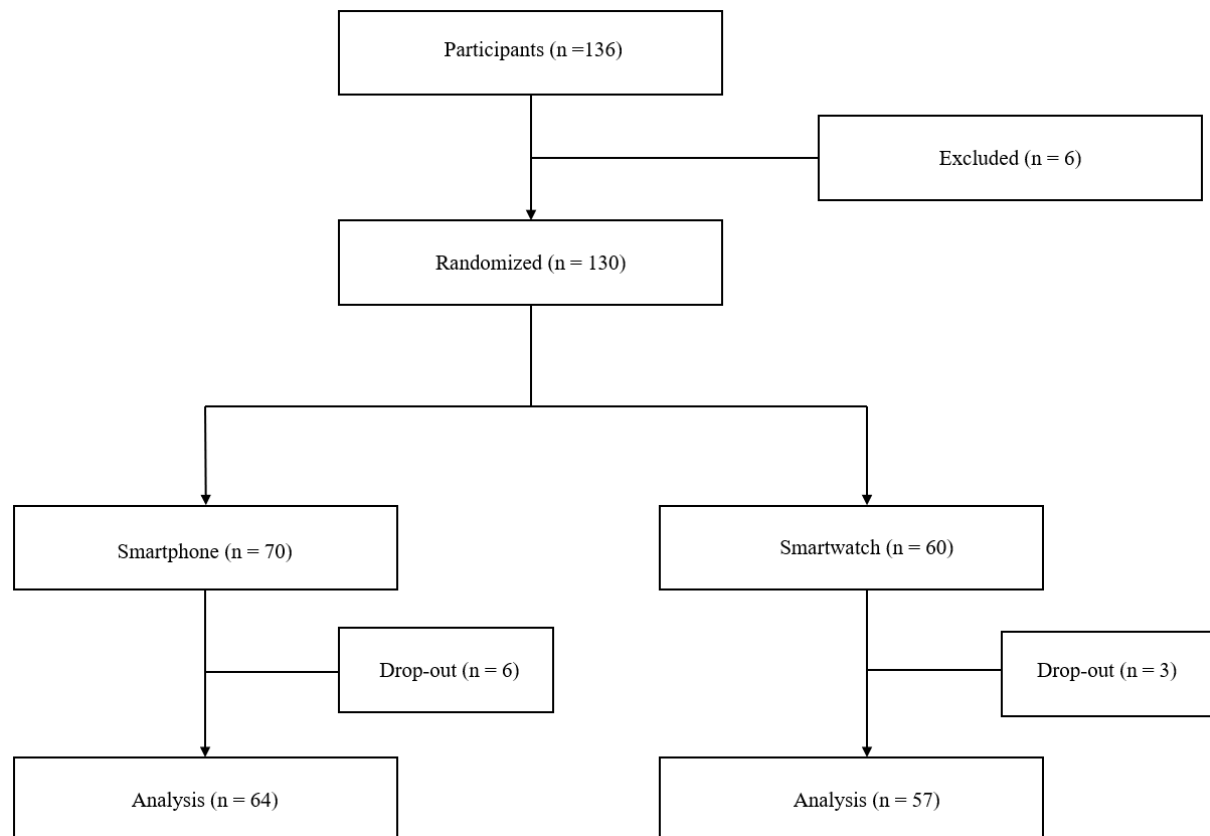 Participants (n =136)
Excluded (n = 6)
Randomized (n = 130)
Smartphone (n = 70)
Smartwatch (n = 60)
Drop-out (n = 6)
Drop-out (n = 3)
Analysis (n = 64)
Analysis (n = 57)